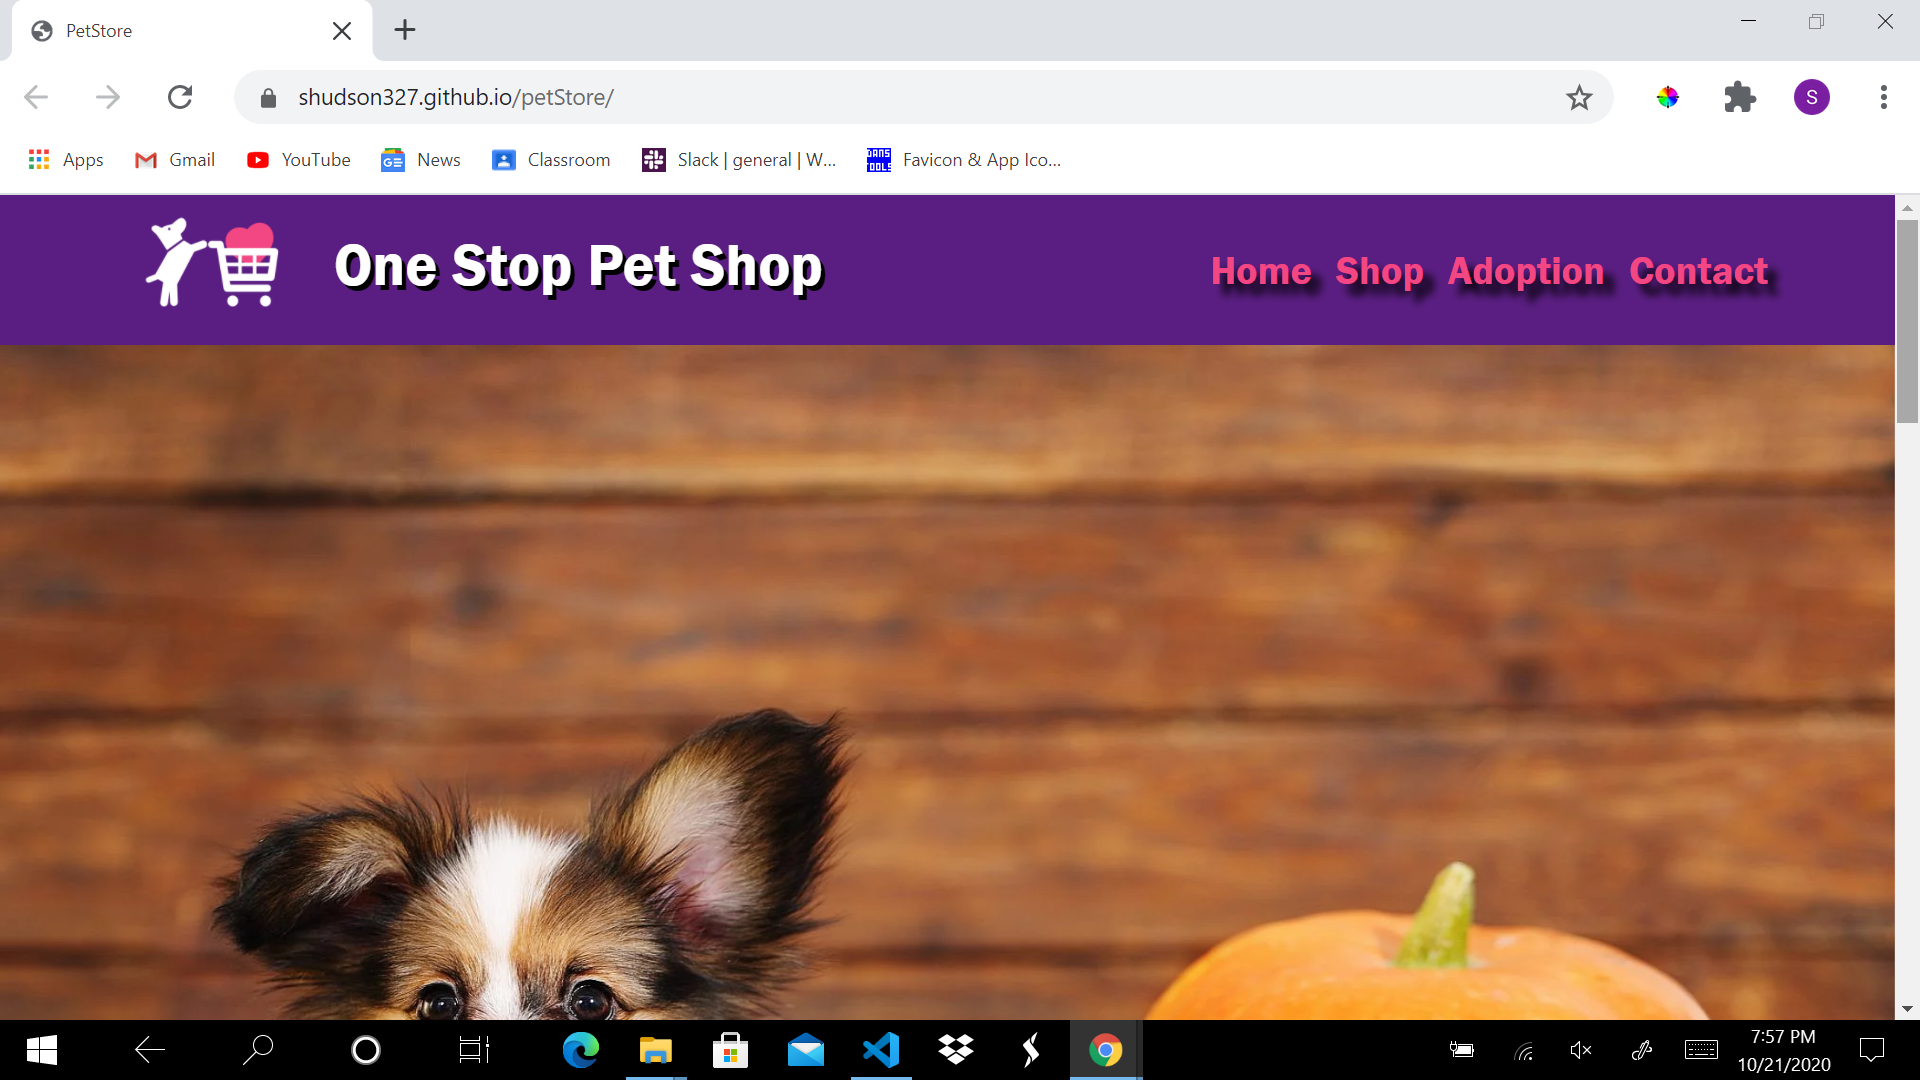 PetStore
shudson327.github.io/petStore/
S
Apps Gmail YouTube News Classroom Slack | general | W... Favicon & App Ico...
One Stop Pet Shop
Home Shop Adoption Contact
7:57 PM
10/21/2020